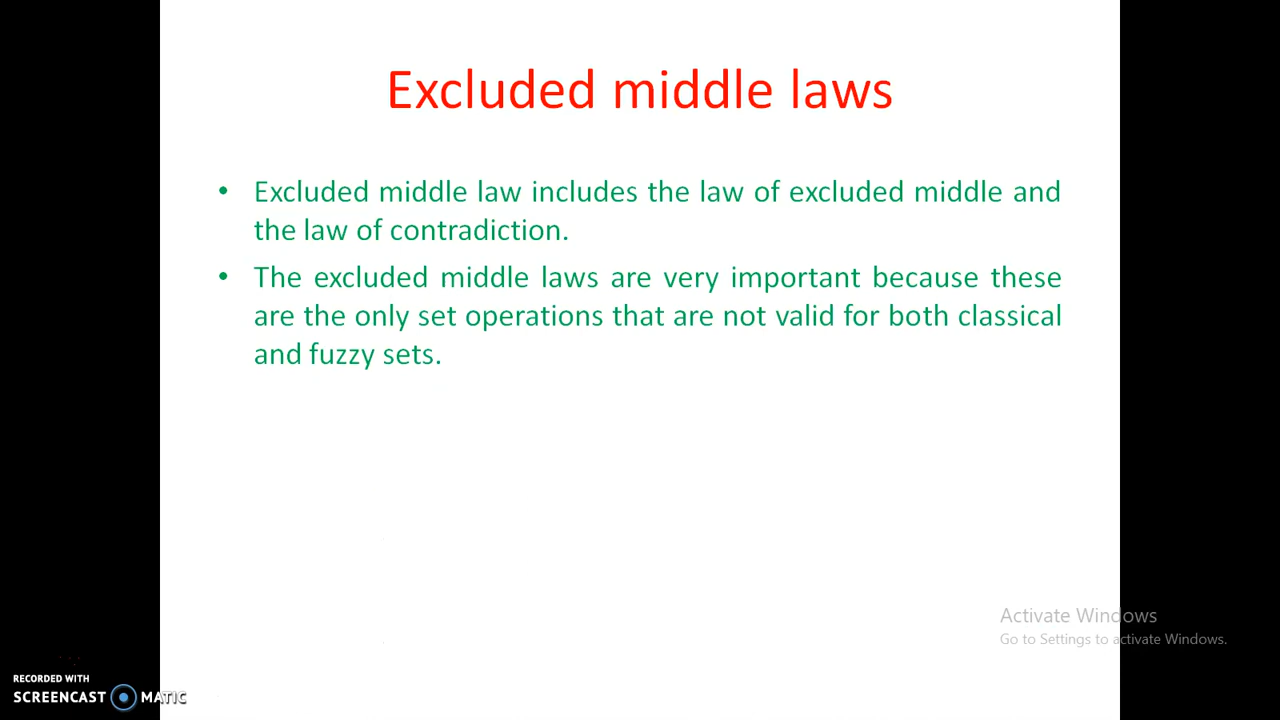 Excluded middle laws
• Excluded middle law includes the law of excluded middle and
the law of contradiction.
• The excluded middle laws are very important because these
are the only set operations that are not valid for both classical
and fuzzy sets.
Activate Windows
Go to Settings to activate Windows.
RECORDED WITH
SCREENCAST MATIC